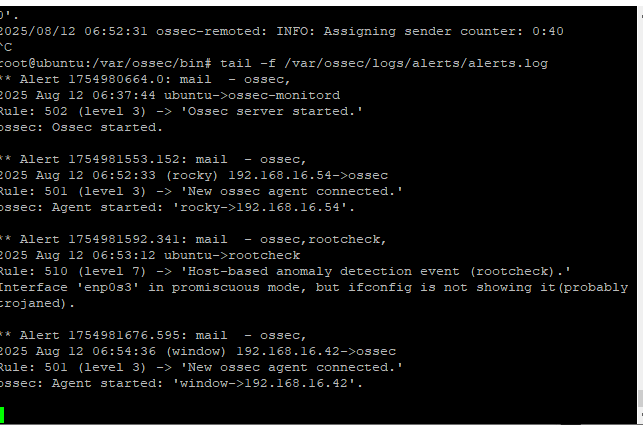 0'.
2025/08/12 06:52:31 ossec-remoted: INFO: Assigning sender counter: 0:40
^C
root@ubuntu:/var/ossec/bin# tail -f /var/ossec/logs/alerts/alerts.log
** Alert 1754980664.0: mail  - ossec,
2025 Aug 12 06:37:44 ubuntu->ossec-monitord
Rule: 502 (level 3) -> 'Ossec server started.'
ossec: Ossec started.

** Alert 1754981553.152: mail  - ossec,
2025 Aug 12 06:52:33 (rocky) 192.168.16.54->ossec
Rule: 501 (level 3) -> 'New ossec agent connected.'
ossec: Agent started: 'rocky->192.168.16.54'.

** Alert 1754981592.341: mail  - ossec,rootcheck,
2025 Aug 12 06:53:12 ubuntu->rootcheck
Rule: 510 (level 7) -> 'Host-based anomaly detection event (rootcheck).'
Interface 'enp0s3' in promiscuous mode, but ifconfig is not showing it(probably
trojaned).

** Alert 1754981676.595: mail  - ossec,
2025 Aug 12 06:54:36 (window) 192.168.16.42->ossec
Rule: 501 (level 3) -> 'New ossec agent connected.'
ossec: Agent started: 'window->192.168.16.42'.